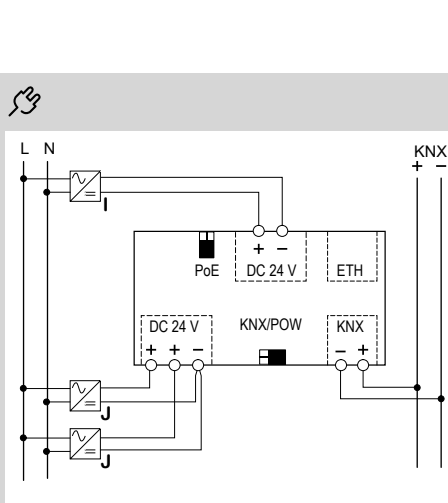 L N
KNX
+ −
I
+ −
PoE
DC 24 V
ETH
DC 24 V
KNX/POW
KNX
+ + −
− +
J
J